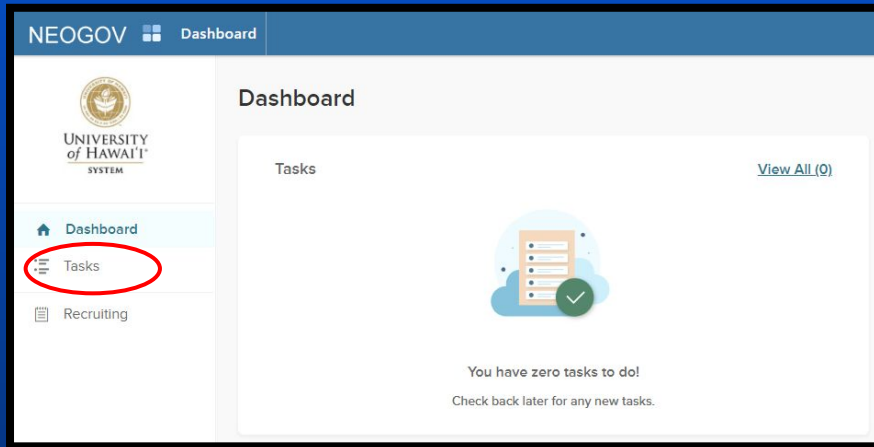 NEOGOV Dashboard
UNIVERSITY
of HAWAI'I
SYSTEM
Dashboard
Tasks
Recruiting
Dashboard
Tasks View All (0)
You have zero tasks to do!
Check back later for any new tasks.